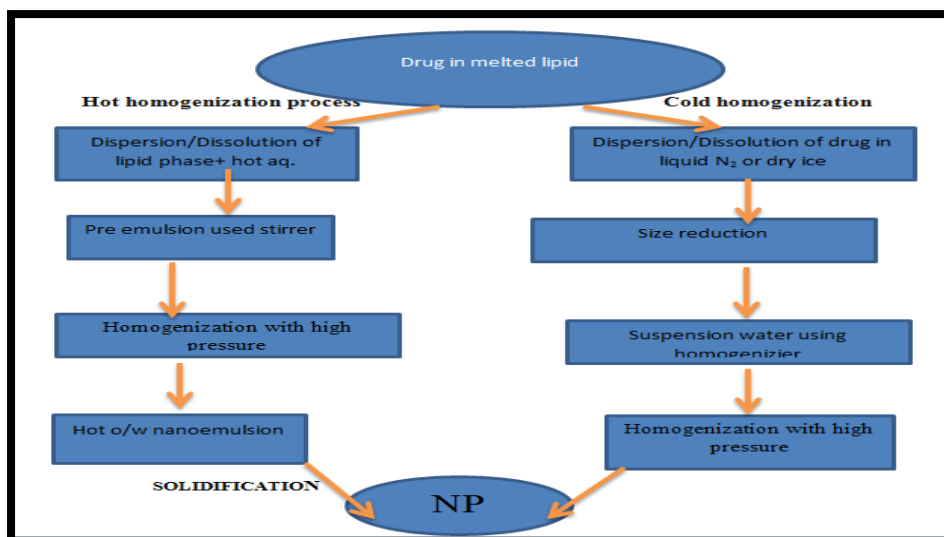 Drug in melted lipid
Hot homogenization process
Cold homogenization
Dispersion/Dissolution of
lipid phase+ hot aq.
Pre emulsion used stirrer
Homogenization with high
pressure
Hot o/w nanoemulsion
SOLIDIFICATION
Dispersion/Dissolution of drug in
liquid N₂ or dry ice
Size reduction
Suspension water using
homogenizier
Homogenization with high
pressure
NP